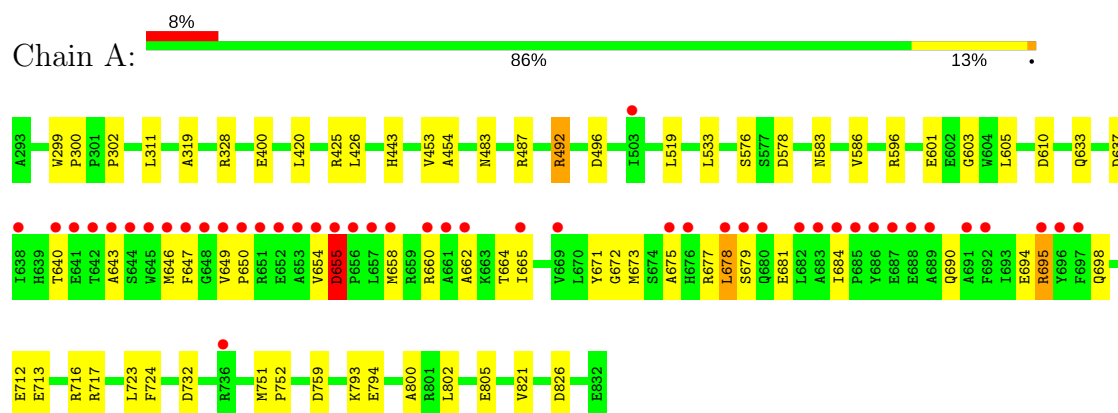 8%
Chain A:
86% 13% •
A293 W299 P300 P301 P302 L311 A319 R328 E400 L420 R425 L426 H443 V453 A454 N483 R487 R492 D496 I503 L519 L533 S576 S577 D578 N583 V586 R596 E601 E602 G603 W604 L605 D610 Q633 D637
I638 H639 T640 E641 T642 A643 S644 W645 M646 F647 G648 V649 P650 R651 E652 A653 V654 D655 P656 L657 M658 R659 R660 A661 A662 K663 T664 I665 V669 L670 Y671 G672 M673 S674 A675 H676 R677 L678 S679 Q680 E681 L682 A683 I684 P685 Y686 E687 E688 A689 Q690 A691 F692 I693 E694 R695 Y696 F697 Q698
E712 E713 R716 R717 L723 F724 D732 R736 M751 P752 D759 K793 E794 A800 R801 L802 E805 V821 D826 E832